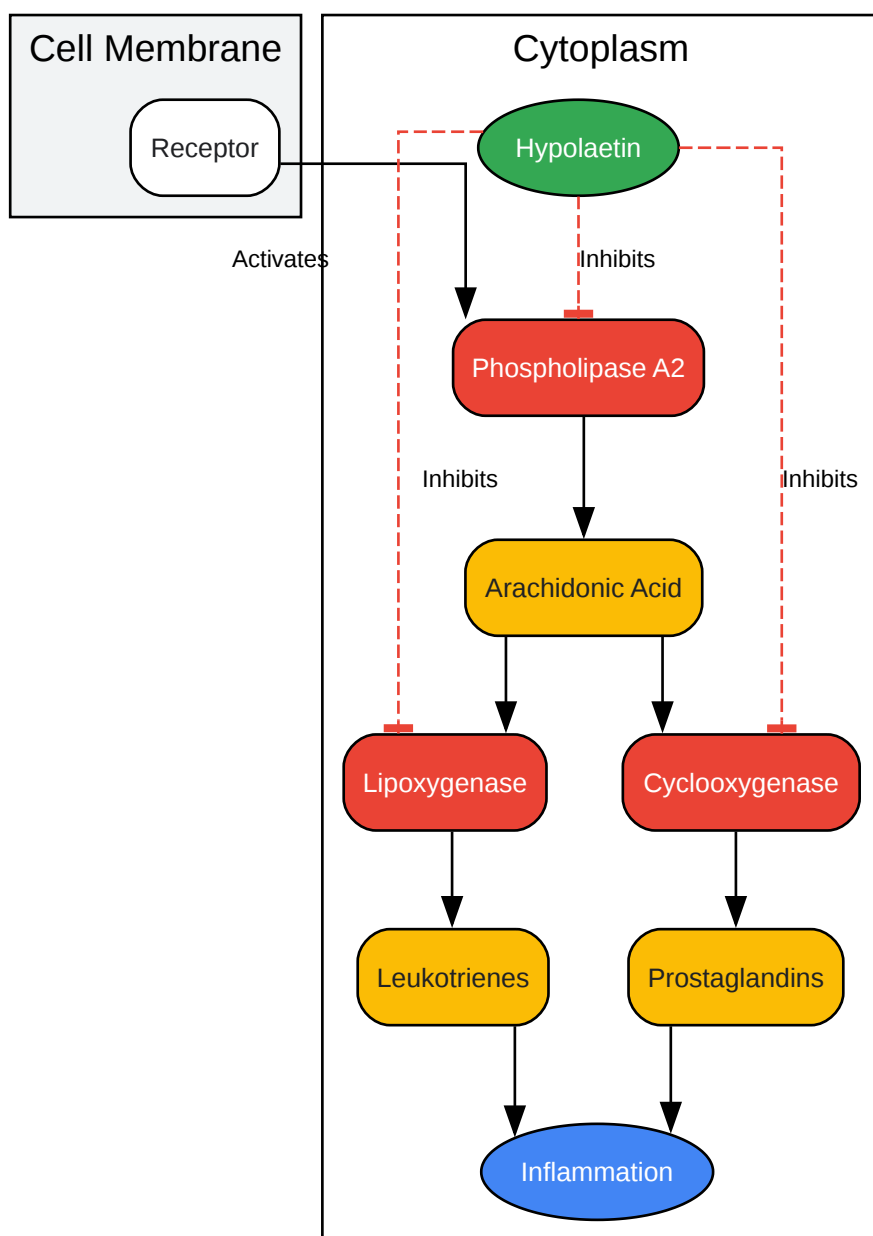 Cell Membrane
Cytoplasm
Receptor
Hypolaetin
Activates
Inhibits
Phospholipase A2
Inhibits
Inhibits
Arachidonic Acid
Lipoxygenase
Cyclooxygenase
Leukotrienes
Prostaglandins
Inflammation